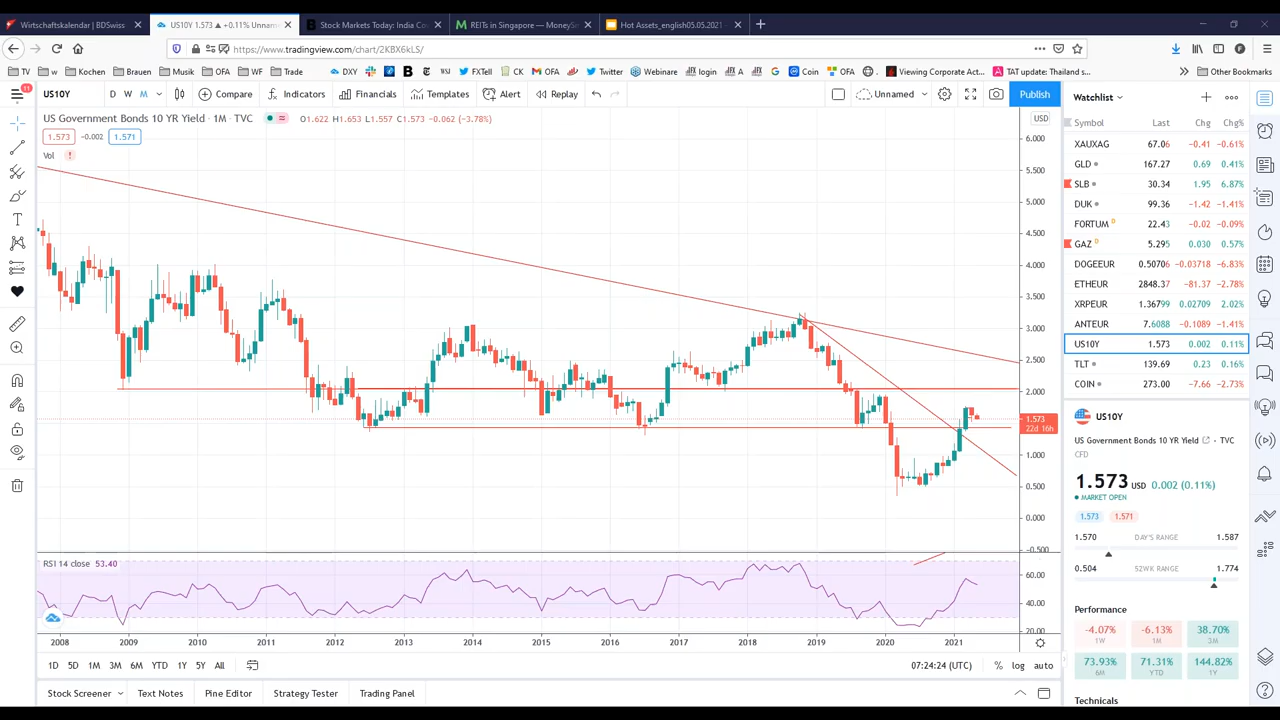 Wirtschaftskalendar | BDSwiss
US10Y 1.573 ▲ +0.11% Unnam
Stock Markets Today: India Co
REITs in Singapore — MoneySe
Hot Assets_english05.05.2021
https://www.tradingview.com/chart/2KBX6kLS/
TV w Kochen Brauen Musik OFA WF Trade DXY FXTell CK OFA Twitter Webinare login A A Coin OFA Viewing Corporate Act... TAT update: Thailand s... Other Bookmarks
11
US10Y D W M Compare Indicators Financials Templates Alert Replay Unnamed Publish
Watchlist
US Government Bonds 10 YR Yield · 1M · TVC O1.622 H1.653 L1.557 C1.573 −0.062 (−3.78%)
USD
1.573 −0.002 1.571
Vol !
6.000
5.500
5.000
4.500
4.000
3.500
3.000
2.500
2.000
1.573
22d 16h
1.000
0.500
0.000
-0.500
RSI 14 close 53.40
60.00
40.00
20.00
2008 2009 2010 2011 2012 2013 2014 2015 2016 2017 2018 2019 2020 2021
1D 5D 1M 3M 6M YTD 1Y 5Y All
07:24:24 (UTC) % log auto
Stock Screener Text Notes Pine Editor Strategy Tester Trading Panel
Symbol Last Chg Chg%
XAUXAG 67.06 −0.41 −0.61%
GLD 167.27 0.69 0.41%
SLB 30.34 1.95 6.87%
DUK 99.36 −1.42 −1.41%
FORTUM D 22.43 −0.02 −0.09%
GAZ D 5.295 0.030 0.57%
DOGEEUR 0.50706 −0.03718 −6.83%
ETHEUR 2848.37 −81.37 −2.78%
XRPEUR 1.36799 0.02709 2.02%
ANTEUR 7.6088 −0.1089 −1.41%
US10Y 1.573 0.002 0.11%
TLT 139.69 0.23 0.16%
COIN 273.00 −7.66 −2.73%
US10Y
US Government Bonds 10 YR Yield • TVC
CFD
1.573 USD 0.002 (0.11%)
MARKET OPEN
1.573 1.571
1.570 DAY'S RANGE 1.587
0.504 52WK RANGE 1.774
Performance
-4.07% -6.13% 38.70%
1W 1M 3M
73.93% 71.31% 144.82%
6M YTD 1Y
Technicals